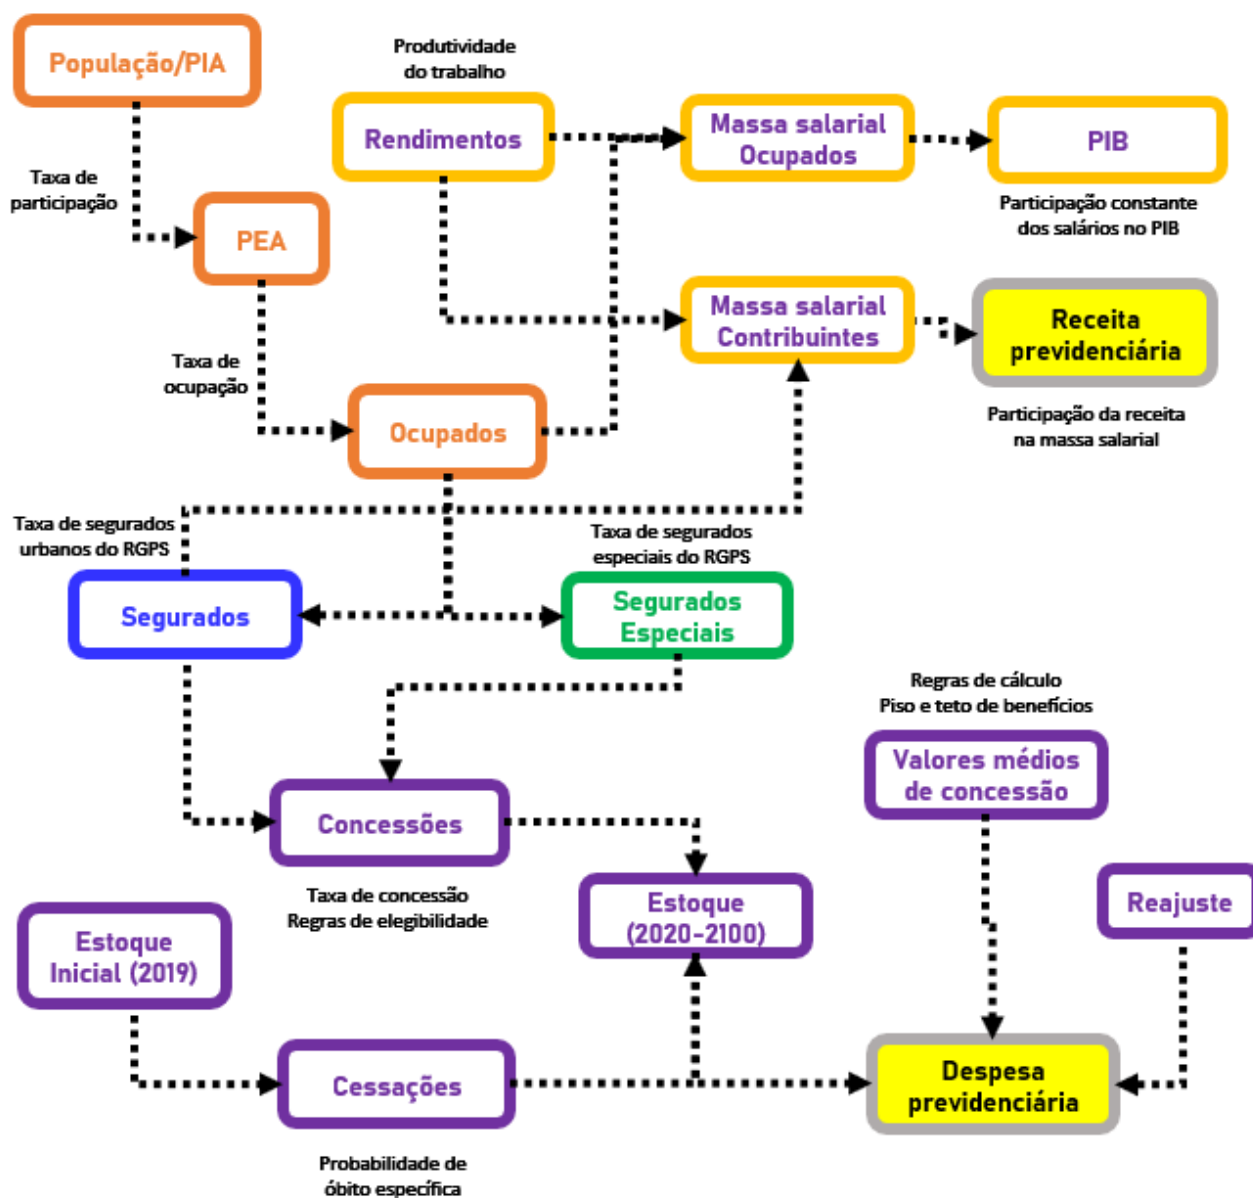 População/PIA
Produtividade
do trabalho
Rendimentos
Massa salarial
Ocupados
PIB
Taxa de
participação
Participação constante
dos salários no PIB
PEA
Massa salarial
Contribuintes
Receita
previdenciária
Taxa de
ocupação
Participação da receita
na massa salarial
Ocupados
Taxa de segurados
urbanos do RGPS
Taxa de segurados
especiais do RGPS
Segurados
Segurados
Especiais
Regras de cálculo
Piso e teto de benefícios
Valores médios
de concessão
Concessões
Taxa de concessão
Regras de elegibilidade
Estoque
(2020-2100)
Reajuste
Estoque
Inicial (2019)
Cessações
Despesa
previdenciária
Probabilidade de
óbito específica